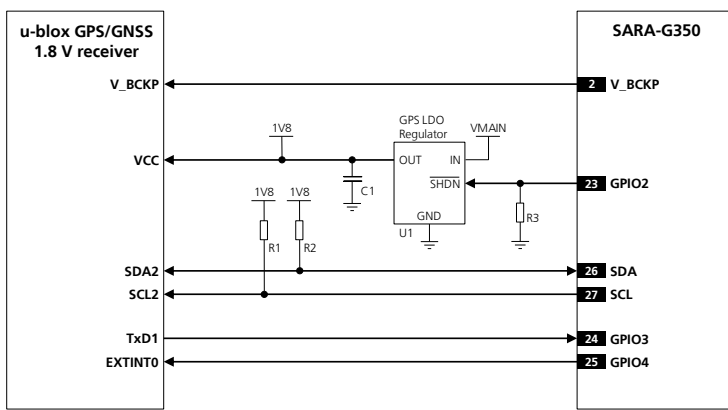 u-blox GPS/GNSS
1.8 V receiver
SARA-G350
V_BCKP
2 V_BCKP
GPS LDO
Regulator
1V8
VMAIN
VCC
OUT
IN
C1
SHDN
23 GPIO2
1V8
1V8
GND
R3
U1
R1
R2
SDA2
26 SDA
SCL2
27 SCL
TxD1
24 GPIO3
EXTINT0
25 GPIO4